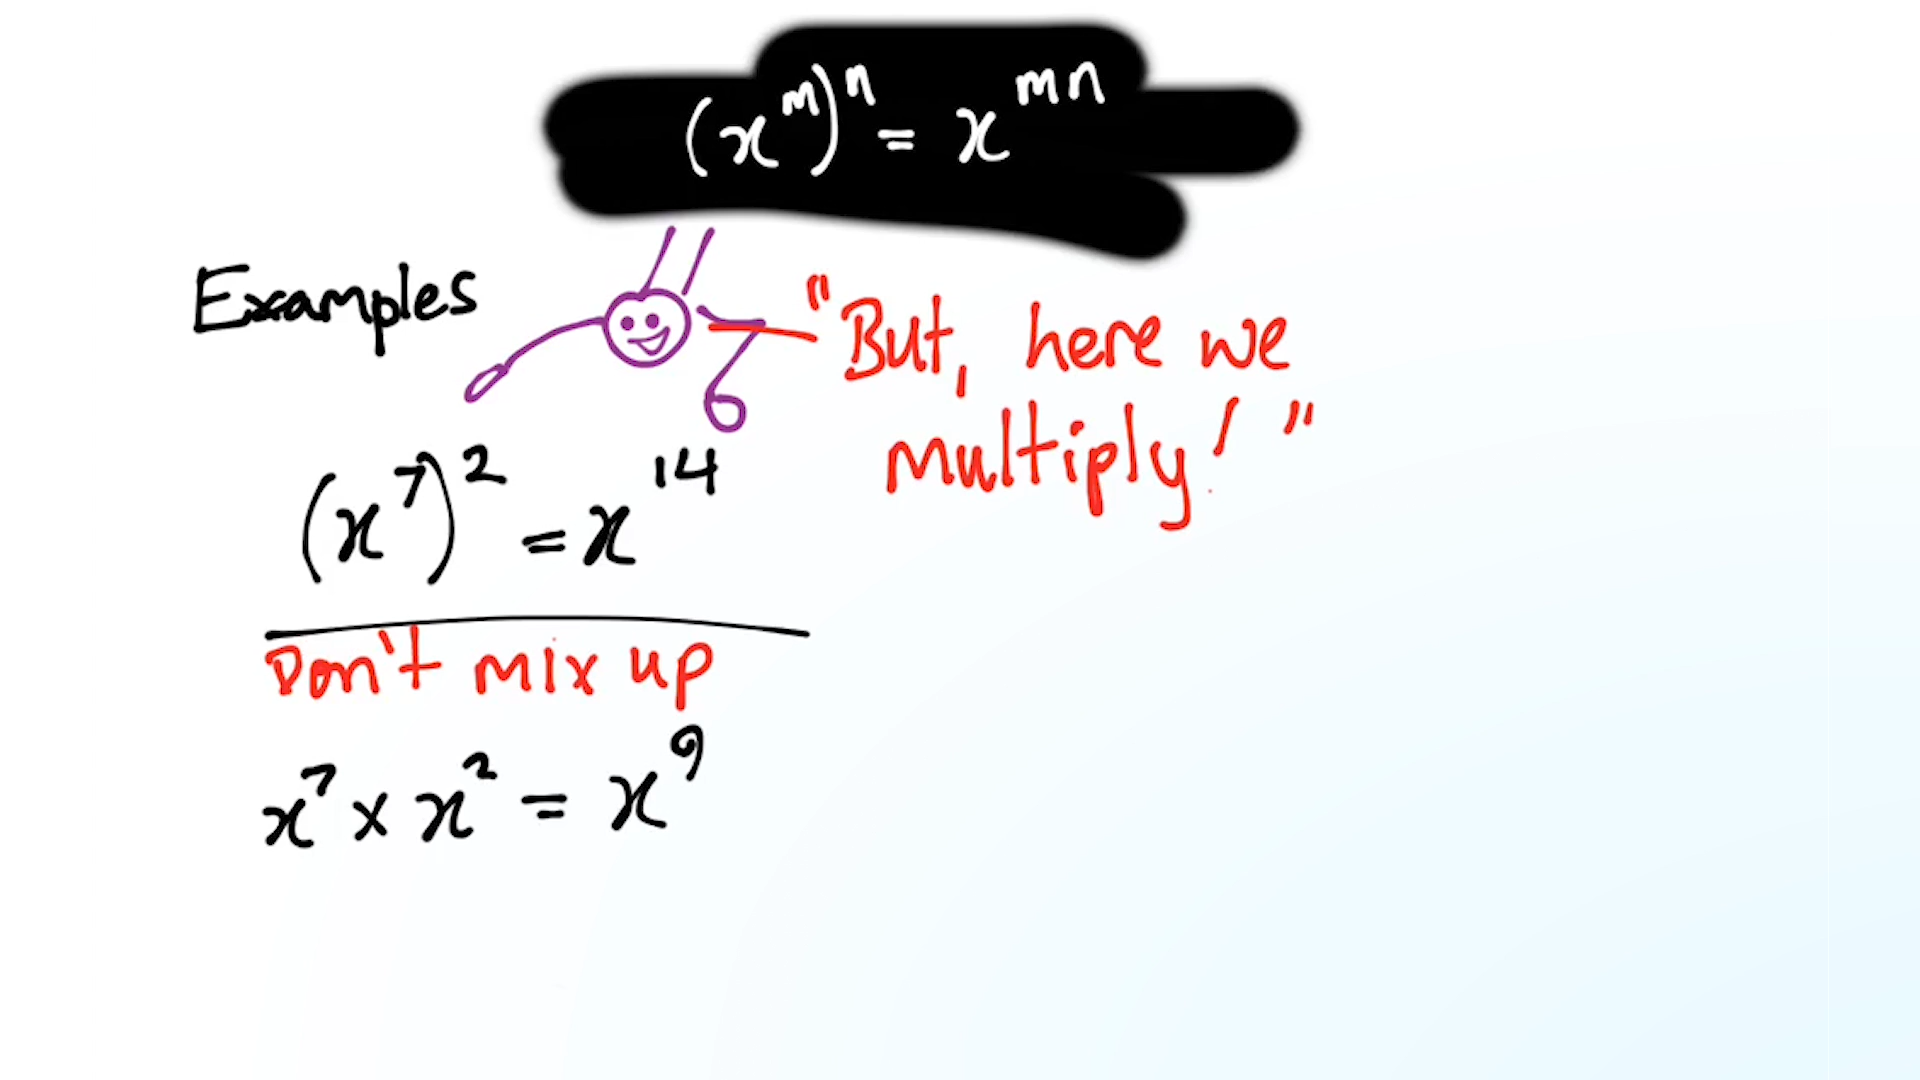 (x^m)^n = x^mn
Examples
"But, here we
multiply!"
(x^7)^2 = x^14
Don't mix up
x^7 × x^2 = x^9